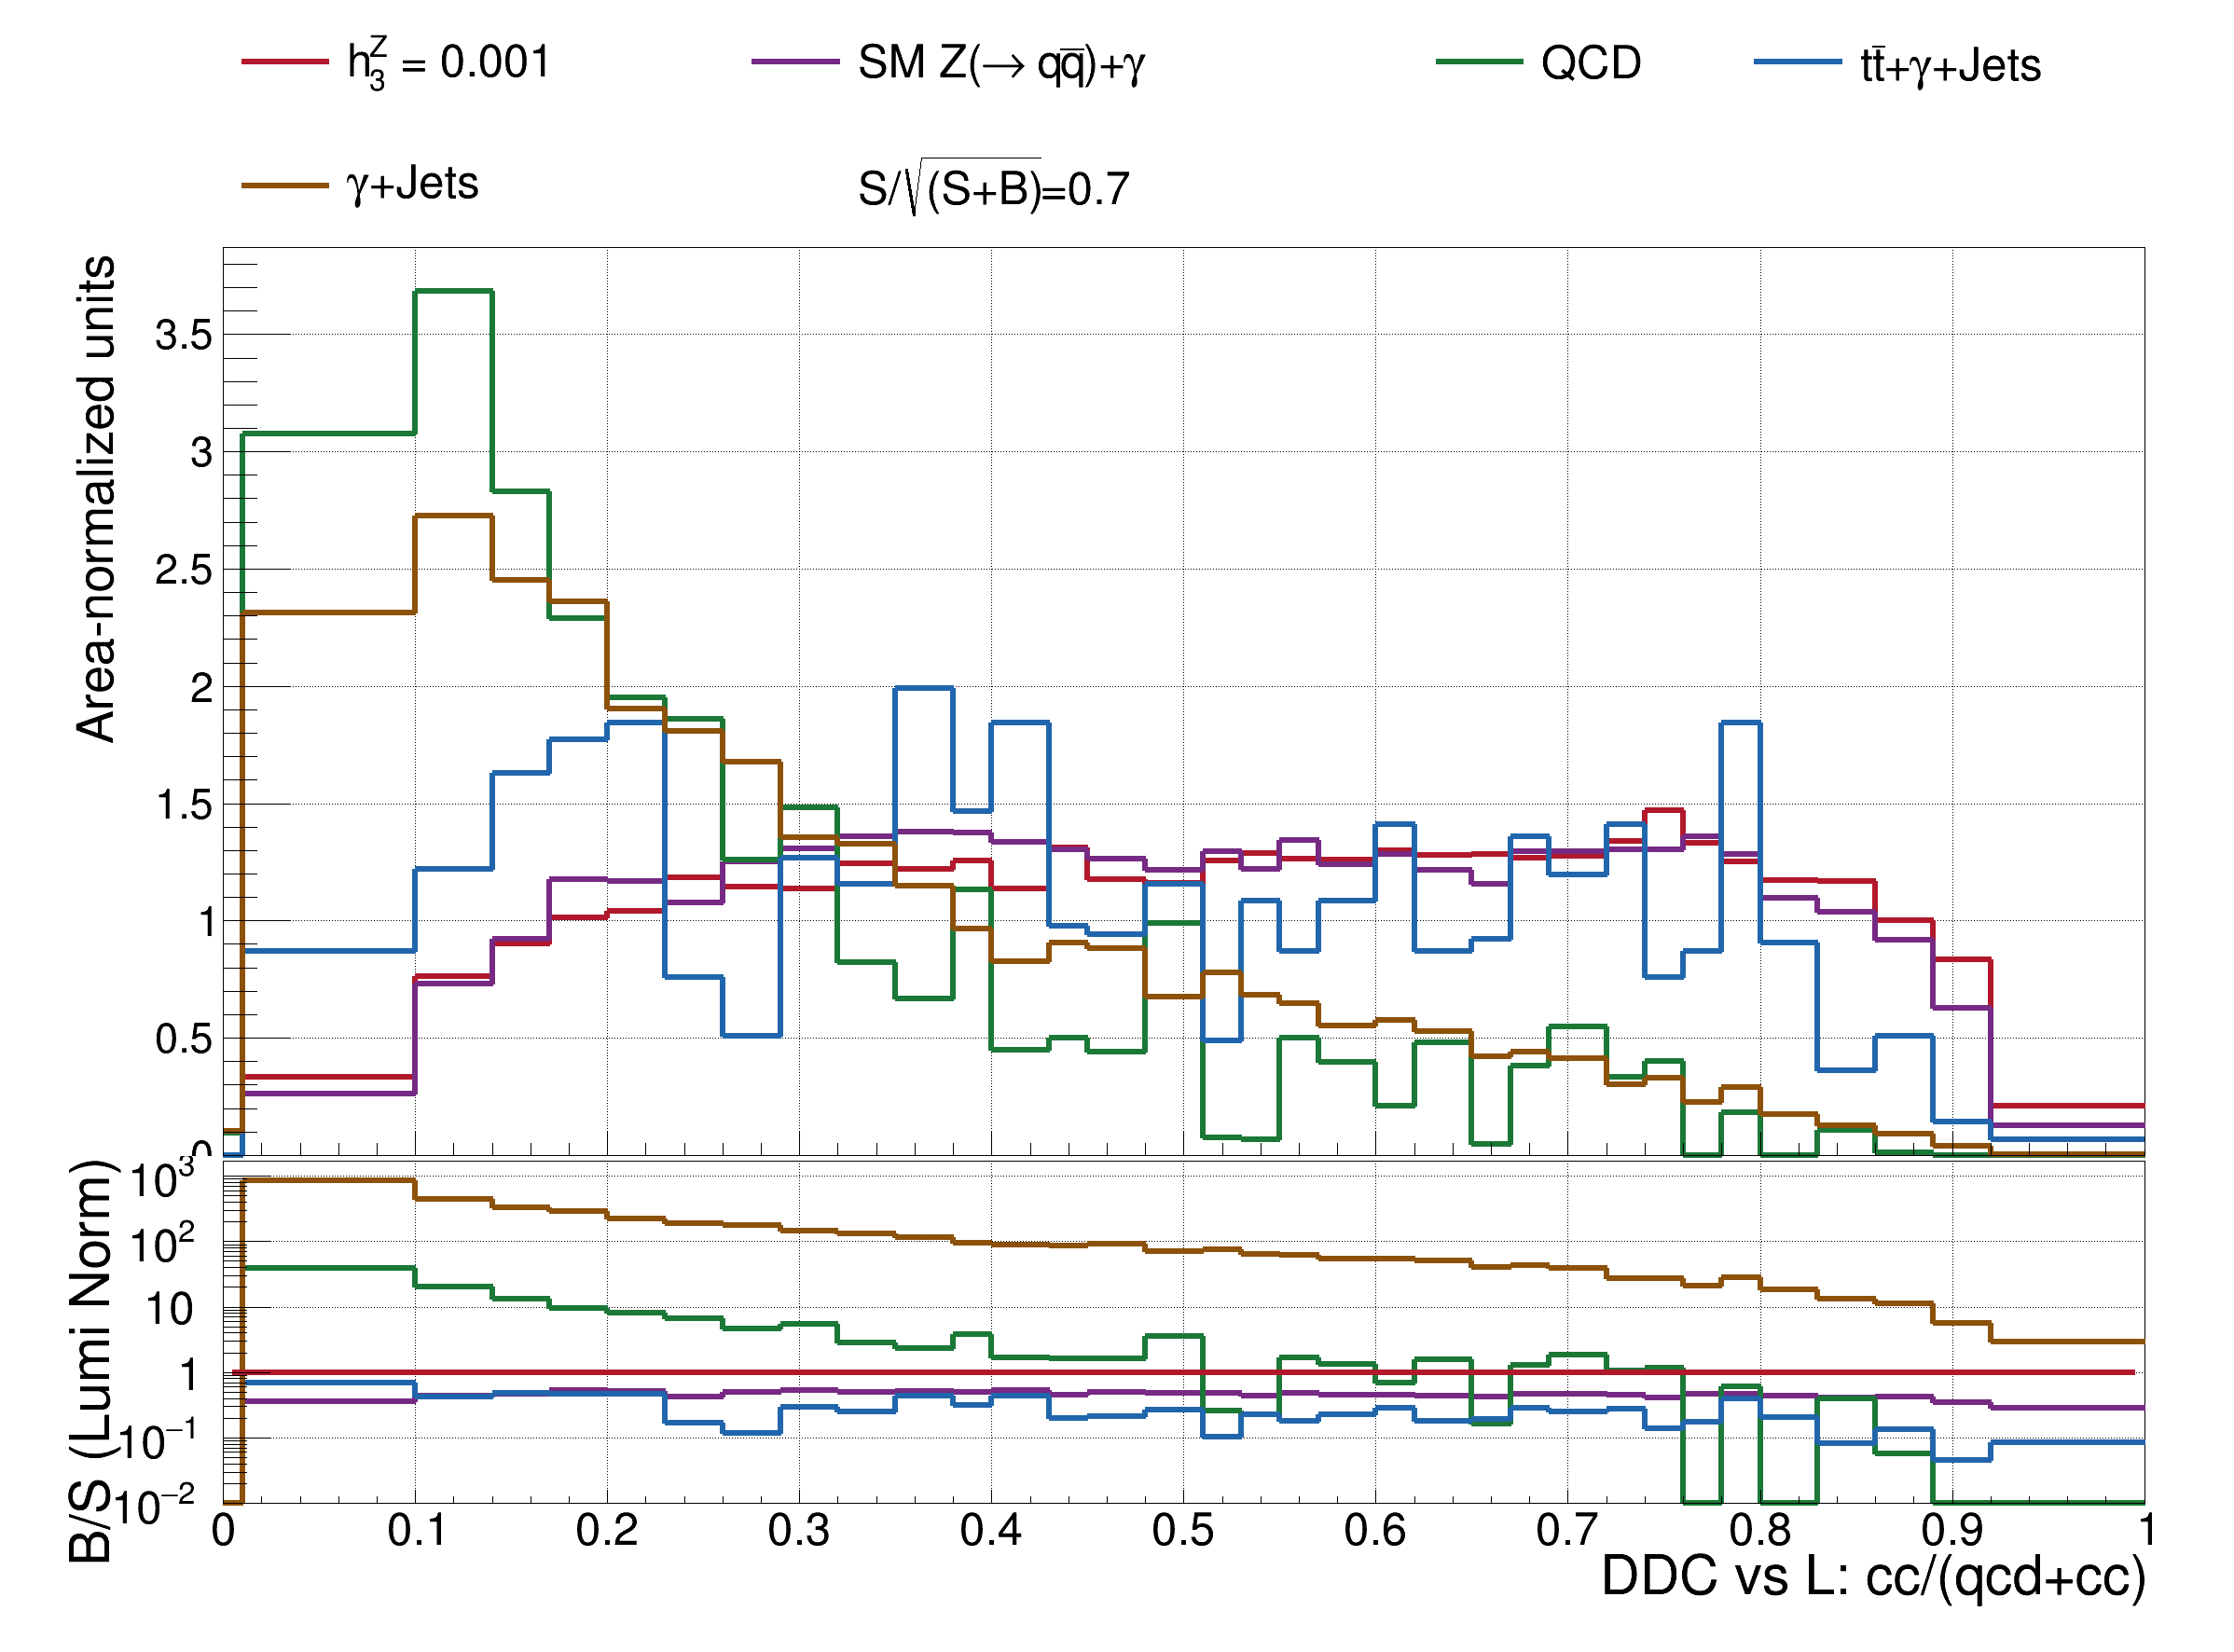 h₃ᶻ = 0.001
SM Z(→ qq̅)+γ
QCD
tt̅+γ+Jets
γ+Jets
S/√(S+B)=0.7
Area-normalized units
3.5
3
2.5
2
1.5
1
0.5
0
B/S (Lumi Norm)
10³
10²
10
1
10⁻¹
10⁻²
0 0.1 0.2 0.3 0.4 0.5 0.6 0.7 0.8 0.9 1
DDC vs L: cc/(qcd+cc)